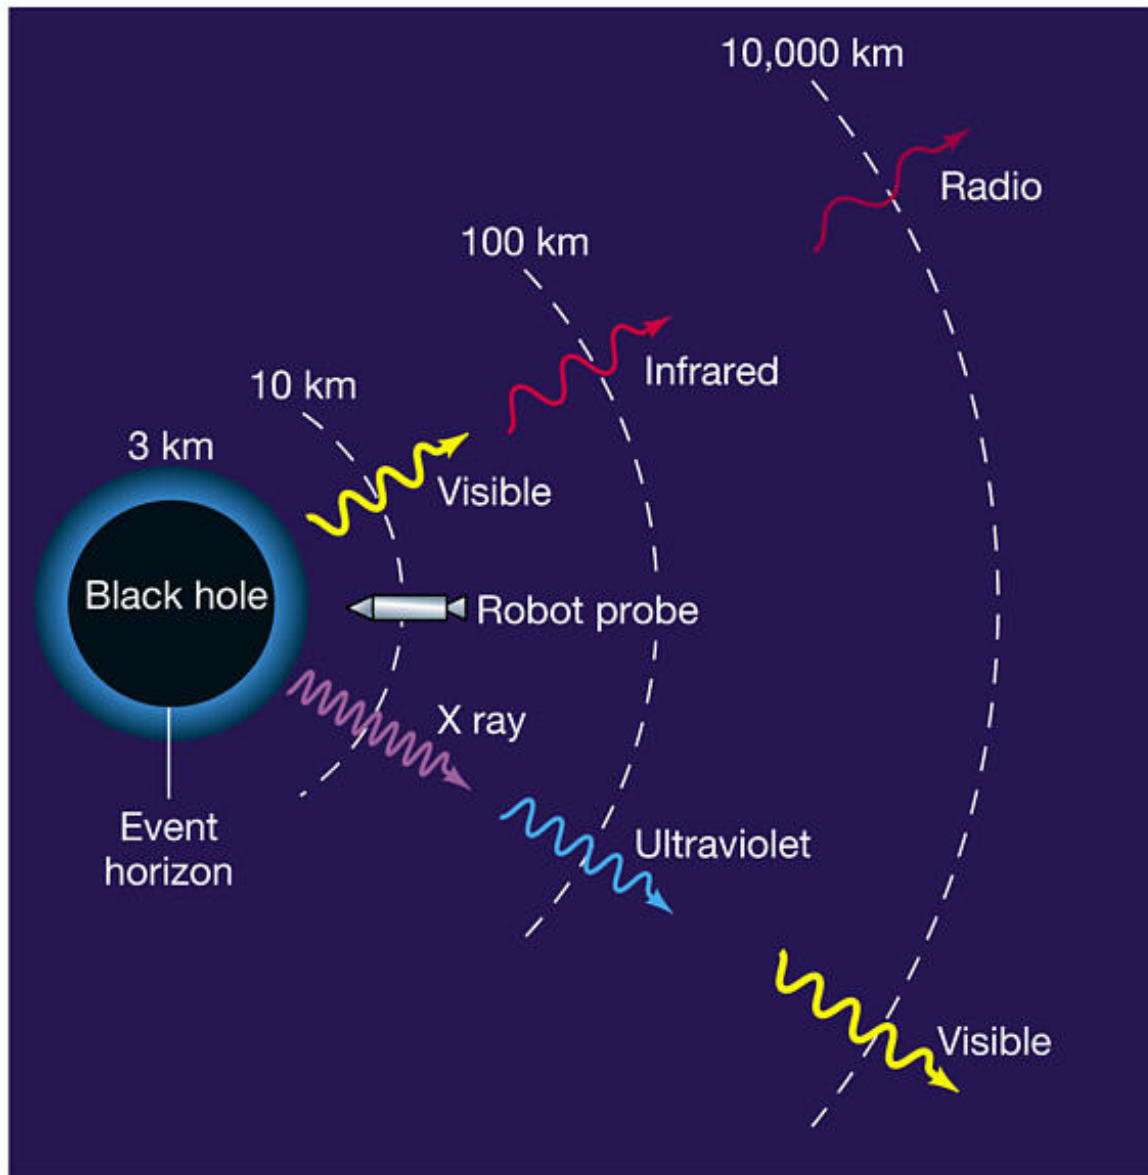 10,000 km
Radio
100 km
Infrared
10 km
3 km
Visible
Black hole
Robot probe
X ray
Event
horizon
Ultraviolet
Visible